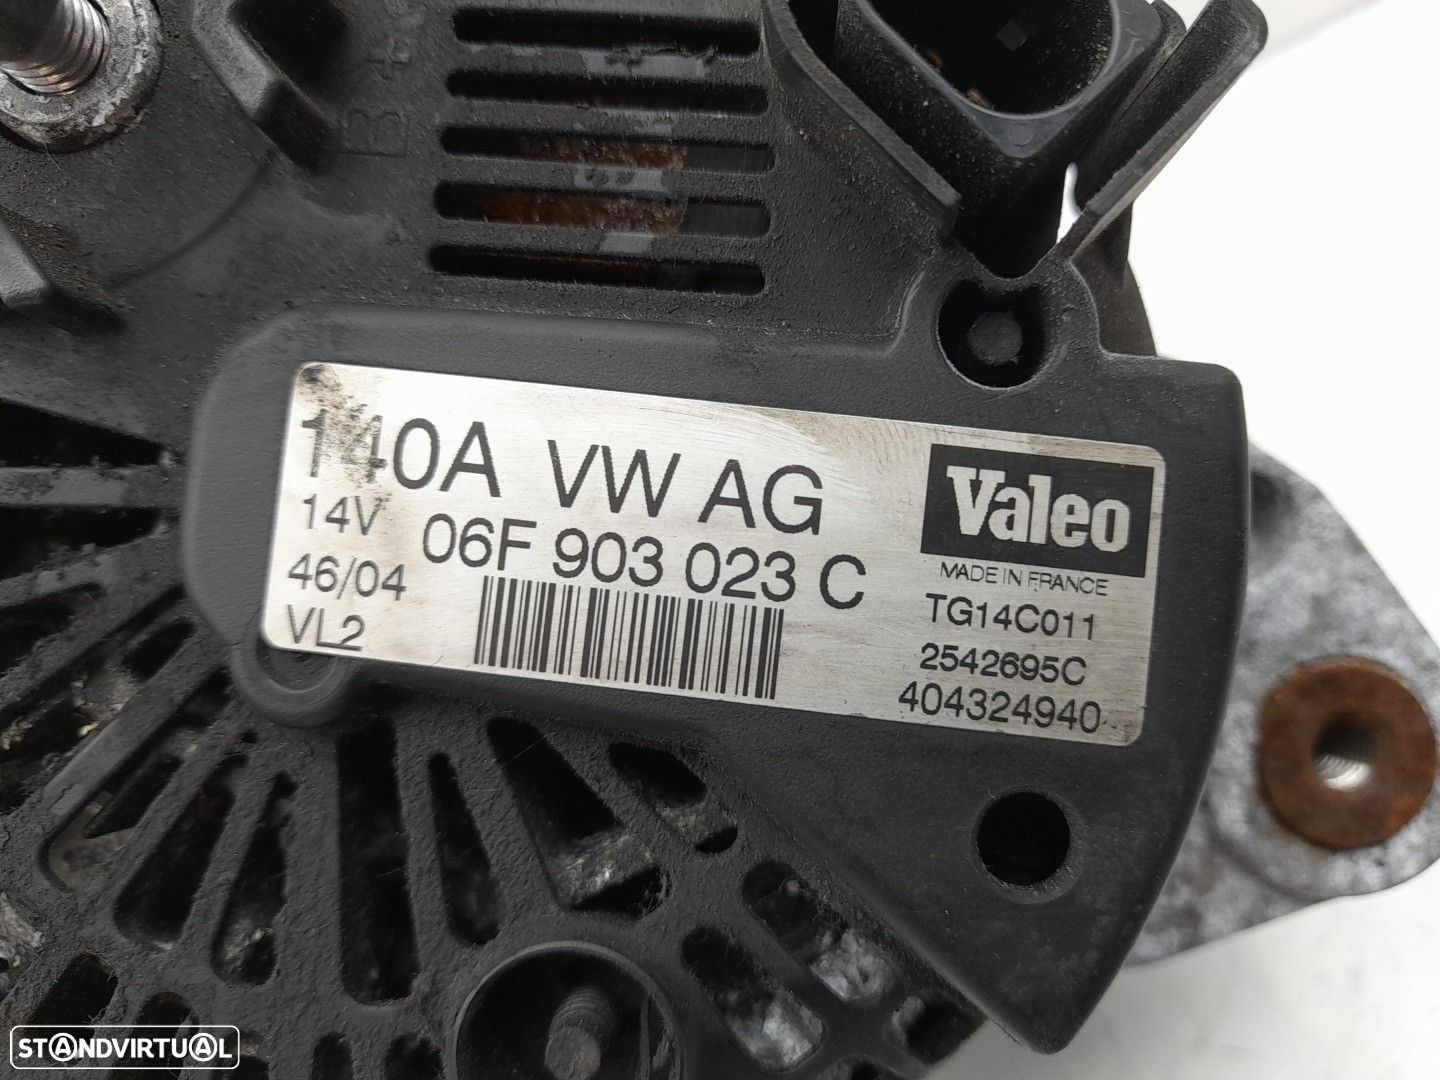 B+
140A VW AG
14V 06F 903 023 C
46/04
VL2
Valeo
MADE IN FRANCE
TG14C011
2542695C
404324940
STANDVIRTUAL